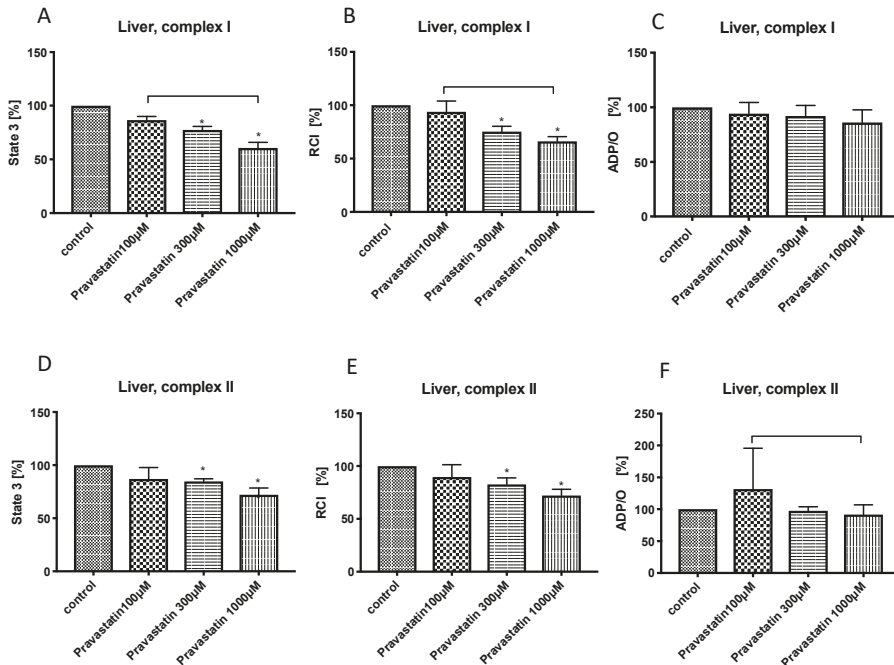 A
Liver, complex I
State 3 [%]
150
100
50
0
control
Pravastatin100µM
Pravastatin 300µM
Pravastatin 1000µM
*
*
B
Liver, complex I
RCI [%]
150
100
50
0
control
Pravastatin100µM
Pravastatin 300µM
Pravastatin 1000µM
*
*
C
Liver, complex I
ADP/O [%]
150
100
50
0
control
Pravastatin100µM
Pravastatin 300µM
Pravastatin 1000µM
D
Liver, complex II
State 3 [%]
150
100
50
0
control
Pravastatin100µM
Pravastatin 300µM
Pravastatin 1000µM
*
*
E
Liver, complex II
RCI [%]
150
100
50
0
control
Pravastatin100µM
Pravastatin 300µM
Pravastatin 1000µM
*
*
F
Liver, complex II
ADP/O [%]
250
200
150
100
50
0
control
Pravastatin100µM
Pravastatin 300µM
Pravastatin 1000µM